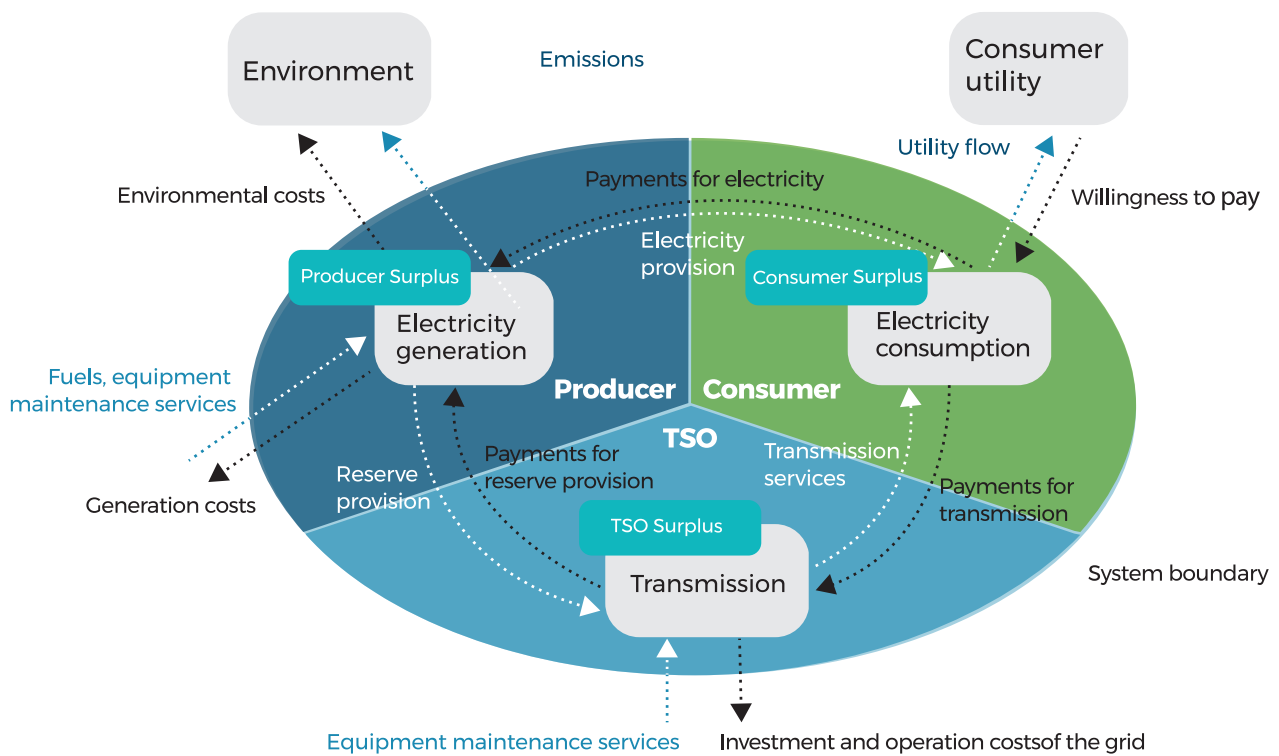 Environment
Emissions
Consumer
utility
Utility flow
Environmental costs
Payments for electricity
Willingness to pay
Electricity
provision
Producer Surplus
Consumer Surplus
Electricity
generation
Electricity
consumption
Fuels, equipment
maintenance services
Producer
Consumer
TSO
Generation costs
Reserve
provision
Payments for
reserve provision
Transmission
services
Payments for
transmission
TSO Surplus
Transmission
System boundary
Equipment maintenance services
Investment and operation costsof the grid